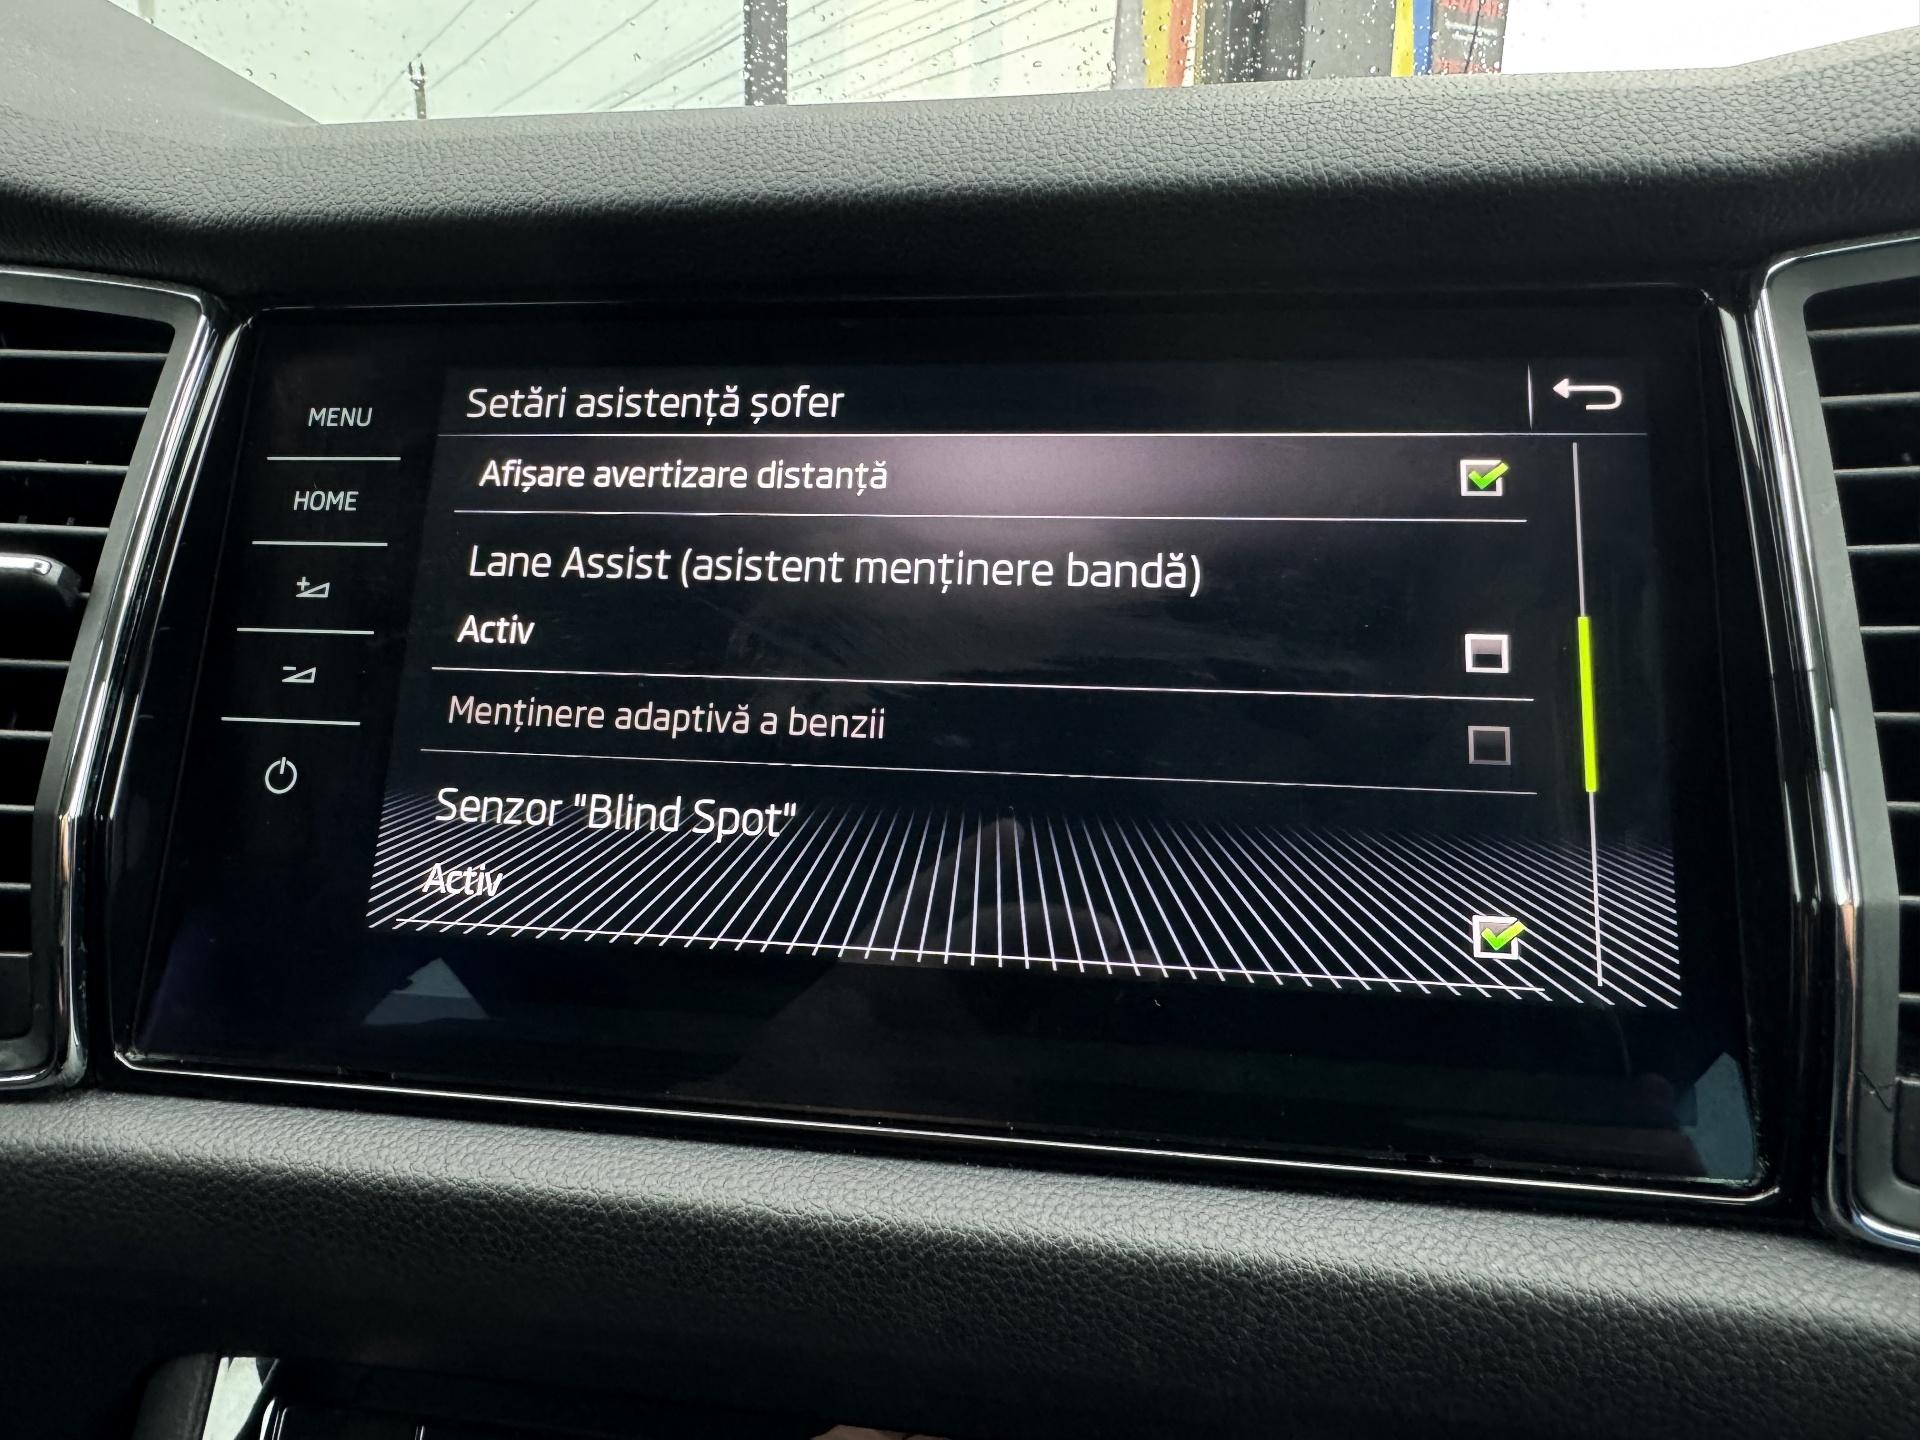 Setări asistență șofer
MENU
HOME
Afișare avertizare distanță
Lane Assist (asistent menținere bandă)
Activ
Menținere adaptivă a benzii
Senzor "Blind Spot"
Activ